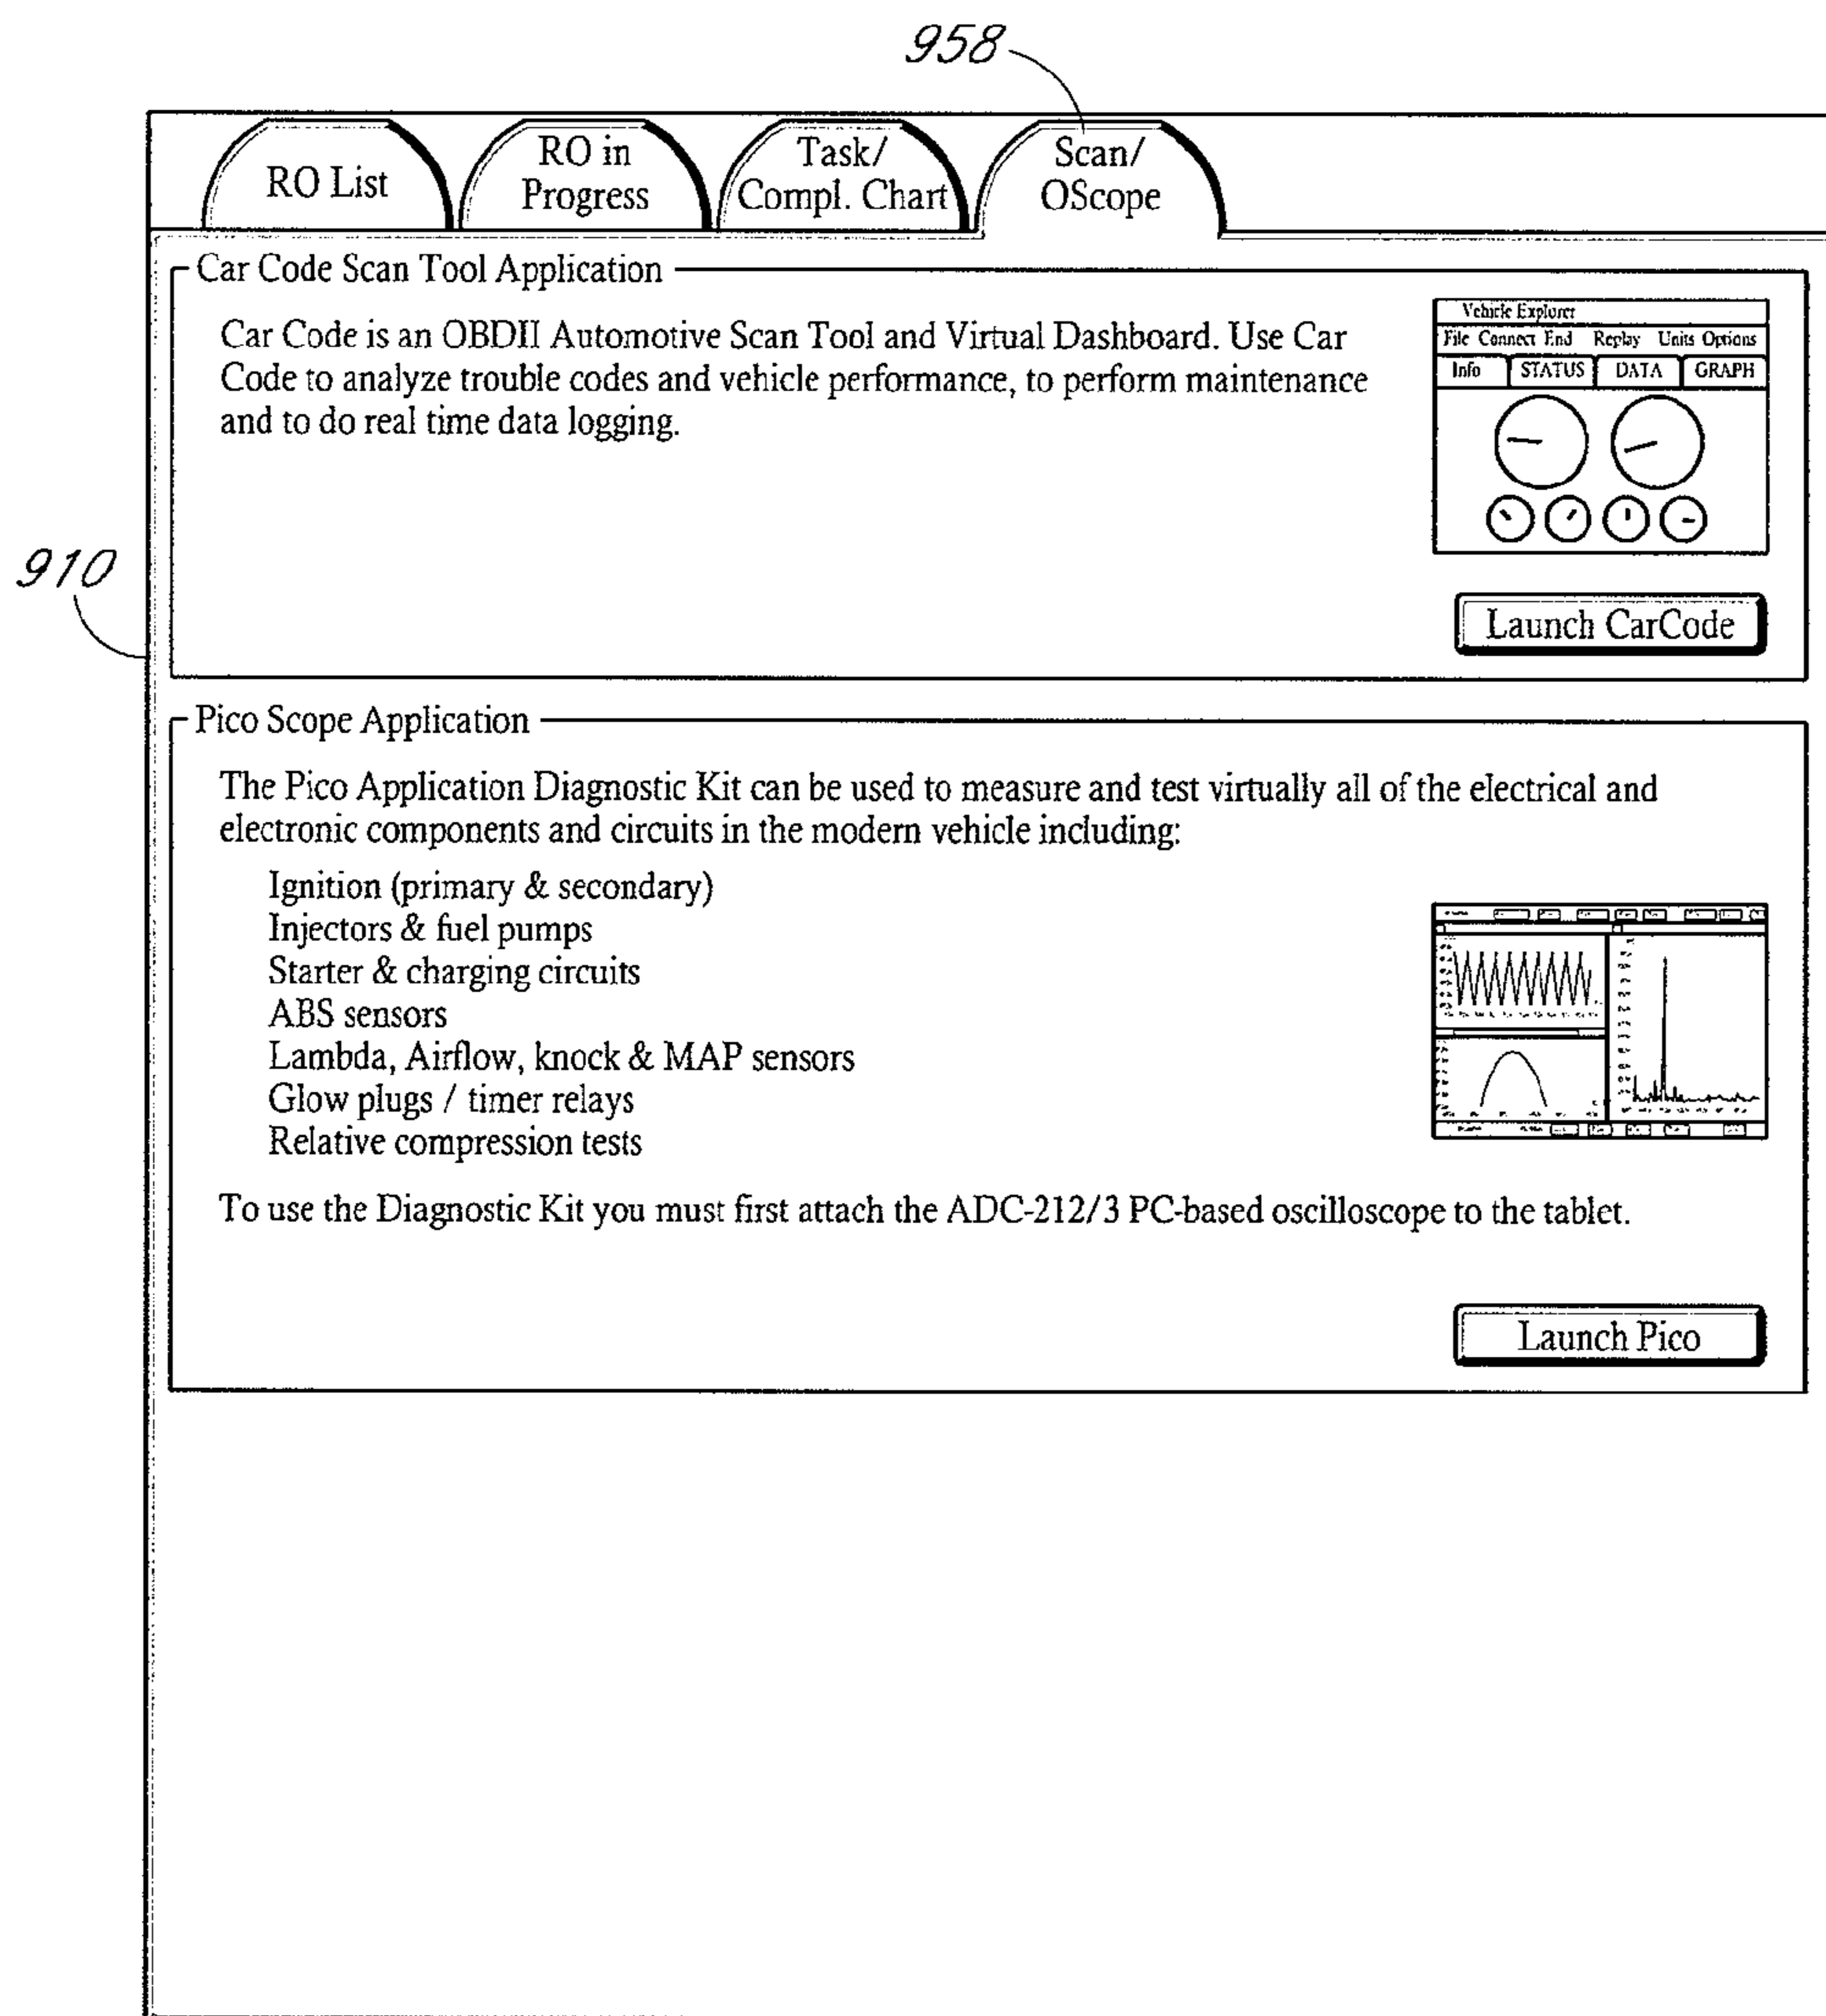 958
RO List
RO in
Progress
Task/
Compl. Chart
Scan/
OScope
910
Car Code Scan Tool Application
Car Code is an OBDII Automotive Scan Tool and Virtual Dashboard. Use Car
Code to analyze trouble codes and vehicle performance, to perform maintenance
and to do real time data logging.
Vehicle Explorer
File Connect End Replay Units Options
Info STATUS DATA GRAPH
Launch CarCode
Pico Scope Application
The Pico Application Diagnostic Kit can be used to measure and test virtually all of the electrical and
electronic components and circuits in the modern vehicle including:
Ignition (primary & secondary)
Injectors & fuel pumps
Starter & charging circuits
ABS sensors
Lambda, Airflow, knock & MAP sensors
Glow plugs / timer relays
Relative compression tests
To use the Diagnostic Kit you must first attach the ADC-212/3 PC-based oscilloscope to the tablet.
Launch Pico